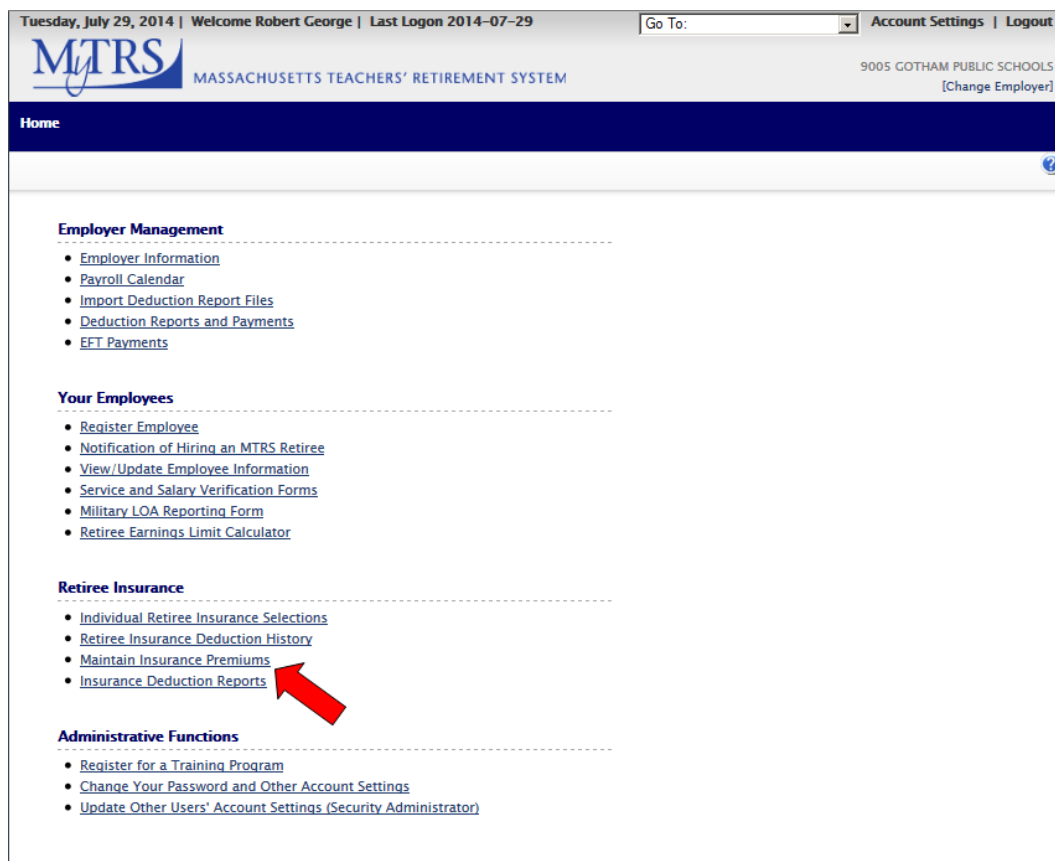 Tuesday, July 29, 2014 | Welcome Robert George | Last Logon 2014-07-29
Go To:
Account Settings | Logout
MyTRS
MASSACHUSETTS TEACHERS' RETIREMENT SYSTEM
9005 GOTHAM PUBLIC SCHOOLS
[Change Employer]
Home
?
Employer Management
• Employer Information
• Payroll Calendar
• Import Deduction Report Files
• Deduction Reports and Payments
• EFT Payments
Your Employees
• Register Employee
• Notification of Hiring an MTRS Retiree
• View/Update Employee Information
• Service and Salary Verification Forms
• Military LOA Reporting Form
• Retiree Earnings Limit Calculator
Retiree Insurance
• Individual Retiree Insurance Selections
• Retiree Insurance Deduction History
• Maintain Insurance Premiums
• Insurance Deduction Reports
Administrative Functions
• Register for a Training Program
• Change Your Password and Other Account Settings
• Update Other Users' Account Settings (Security Administrator)